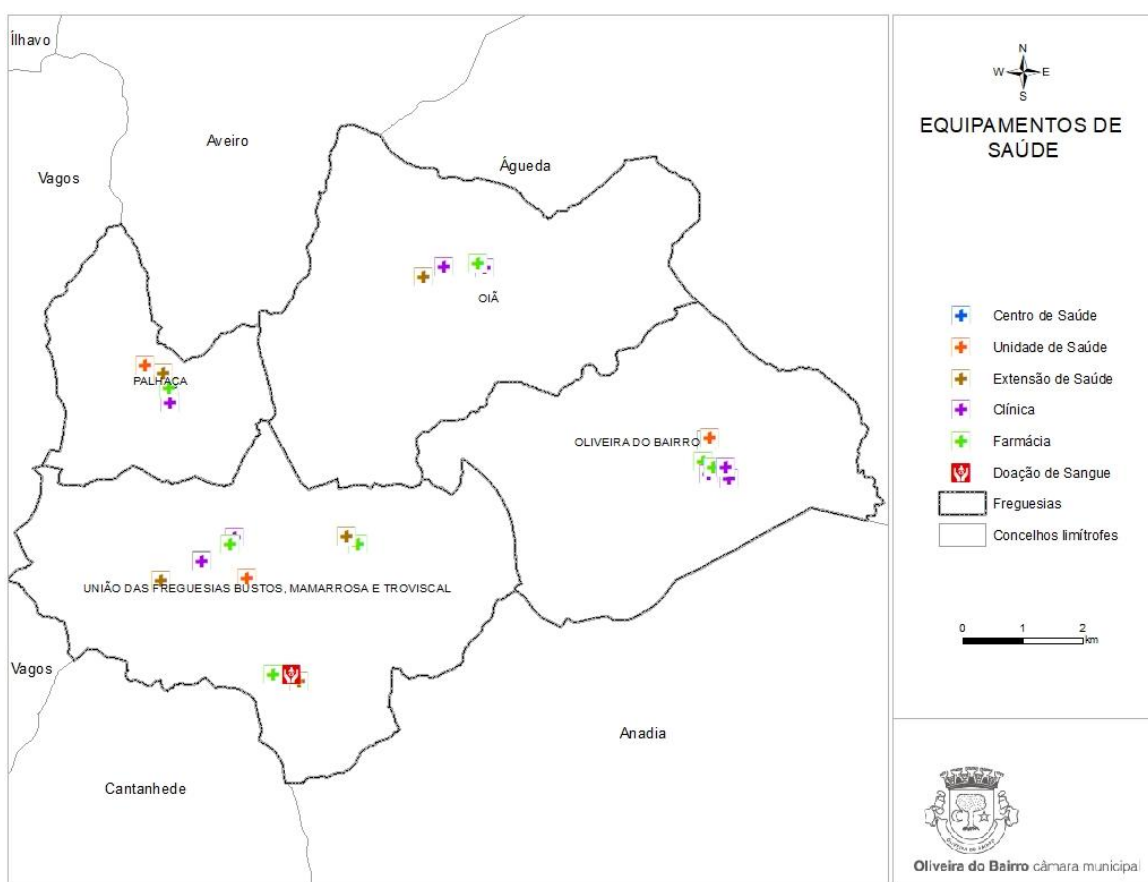 Ílhavo
Aveiro
Águeda
Vagos
OIÃ
PALHAÇA
OLIVEIRA DO BAIRRO
UNIÃO DAS FREGUESIAS BUSTOS, MAMARROSA E TROVISCAL
Vagos
Anadia
Cantanhede
N
W E
S
EQUIPAMENTOS DE
SAÚDE
Centro de Saúde
Unidade de Saúde
Extensão de Saúde
Clínica
Farmácia
Doação de Sangue
Freguesias
Concelhos limítrofes
0 1 2
km
Oliveira do Bairro câmara municipal